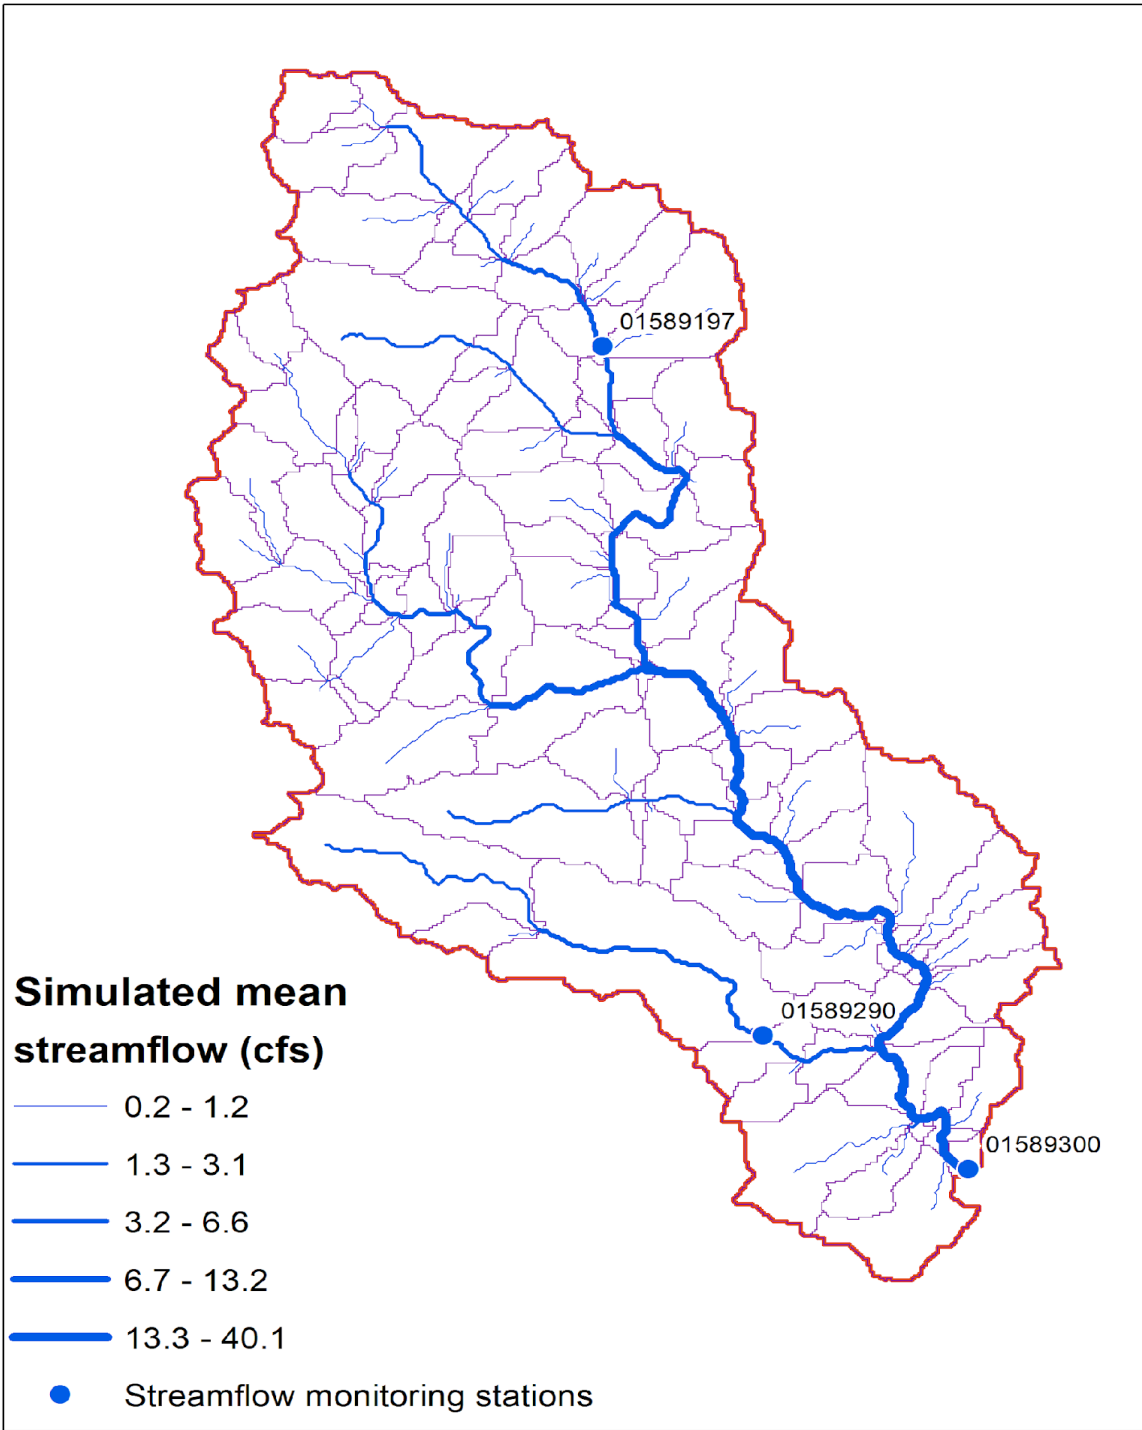 01589197
01589290
01589300
Simulated mean
streamflow (cfs)
0.2 - 1.2
1.3 - 3.1
3.2 - 6.6
6.7 - 13.2
13.3 - 40.1
Streamflow monitoring stations